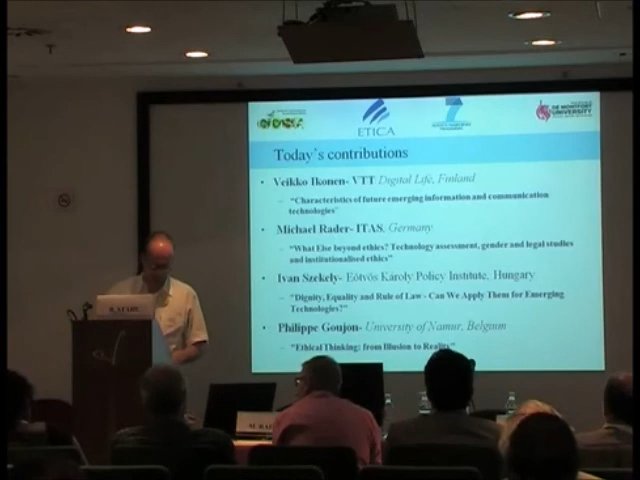 ETICA
7
DE MONTFORT
UNIVERSITY
Today's contributions
• Veikko Ikonen- VTT Digital Life, Finland
– "Characteristics of future emerging information and communication
technologies"
• Michael Rader- ITAS, Germany
– "What Else beyond ethics? Technology assessment, gender and legal studies
and institutionalised ethics"
• Ivan Szekely- Eötvös Károly Policy Institute, Hungary
– "Dignity, Equality and Rule of Law - Can We Apply Them for Emerging
Technologies?"
• Philippe Goujon- University of Namur, Belgium
– "Ethical Thinking: from Illusion to Reality"